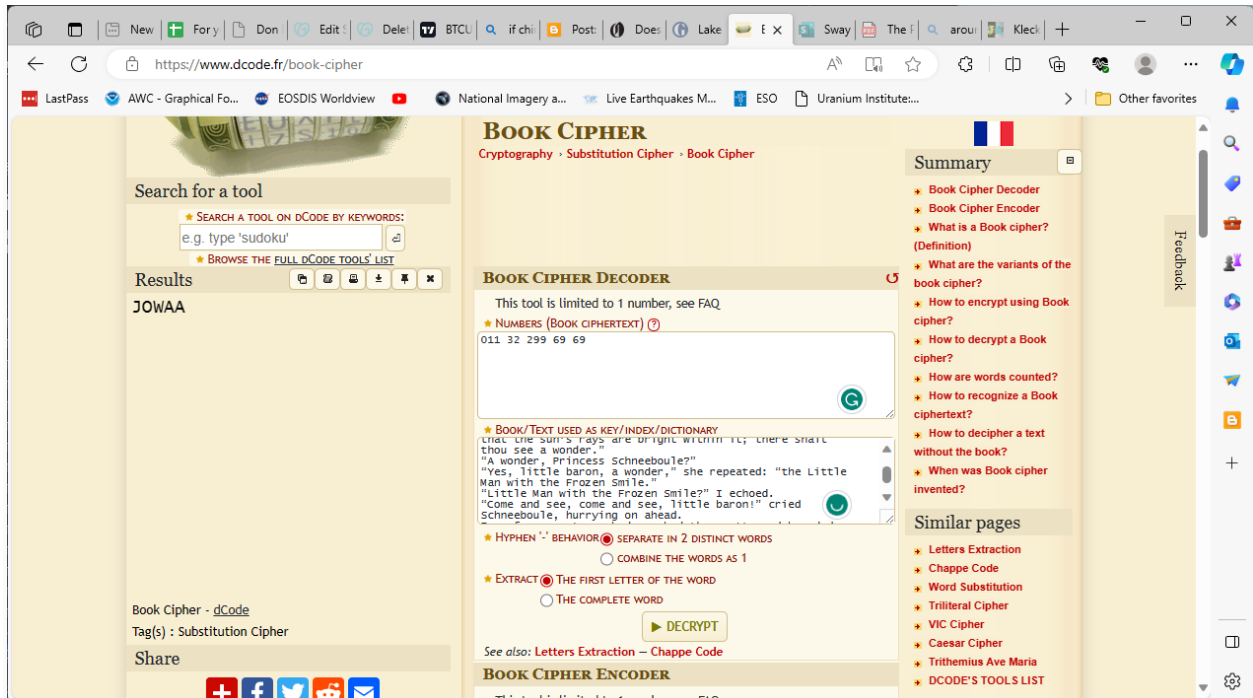 New
For y
Don
Edit S
Delet
BTCU
if chi
Post:
Does
Lake
E
Sway
The F
arour
Kleck
https://www.dcode.fr/book-cipher
LastPass
AWC - Graphical Fo...
EOSDIS Worldview
National Imagery a...
Live Earthquakes M...
ESO
Uranium Institute:...
Other favorites
Search for a tool
★ SEARCH A TOOL ON DCODE BY KEYWORDS:
e.g. type 'sudoku'
★ BROWSE THE FULL DCODE TOOLS' LIST
Results
JOWAA
Book Cipher - dCode
Tag(s) : Substitution Cipher
Share
BOOK CIPHER
Cryptography › Substitution Cipher › Book Cipher
BOOK CIPHER DECODER
This tool is limited to 1 number, see FAQ
★ NUMBERS (BOOK CIPHERTEXT) (?)
011 32 299 69 69
★ BOOK/TEXT USED AS KEY/INDEX/DICTIONARY
that the sun's rays are bright within it; there shalt
thou see a wonder."
"A wonder, Princess Schneeboule?"
"Yes, little baron, a wonder," she repeated: "the Little
Man with the Frozen Smile."
"Little Man with the Frozen Smile?" I echoed.
"Come and see, come and see, little baron!" cried
Schneeboule, hurrying on ahead.
★ HYPHEN '-' BEHAVIOR SEPARATE IN 2 DISTINCT WORDS
COMBINE THE WORDS AS 1
★ EXTRACT THE FIRST LETTER OF THE WORD
THE COMPLETE WORD
▶ DECRYPT
See also: Letters Extraction — Chappe Code
BOOK CIPHER ENCODER
Summary
Book Cipher Decoder
Book Cipher Encoder
What is a Book cipher?
(Definition)
What are the variants of the
book cipher?
How to encrypt using Book
cipher?
How to decrypt a Book
cipher?
How are words counted?
How to recognize a Book
ciphertext?
How to decipher a text
without the book?
When was Book cipher
invented?
Similar pages
Letters Extraction
Chappe Code
Word Substitution
Triliteral Cipher
VIC Cipher
Caesar Cipher
Trithemius Ave Maria
DCODE'S TOOLS LIST
Feedback